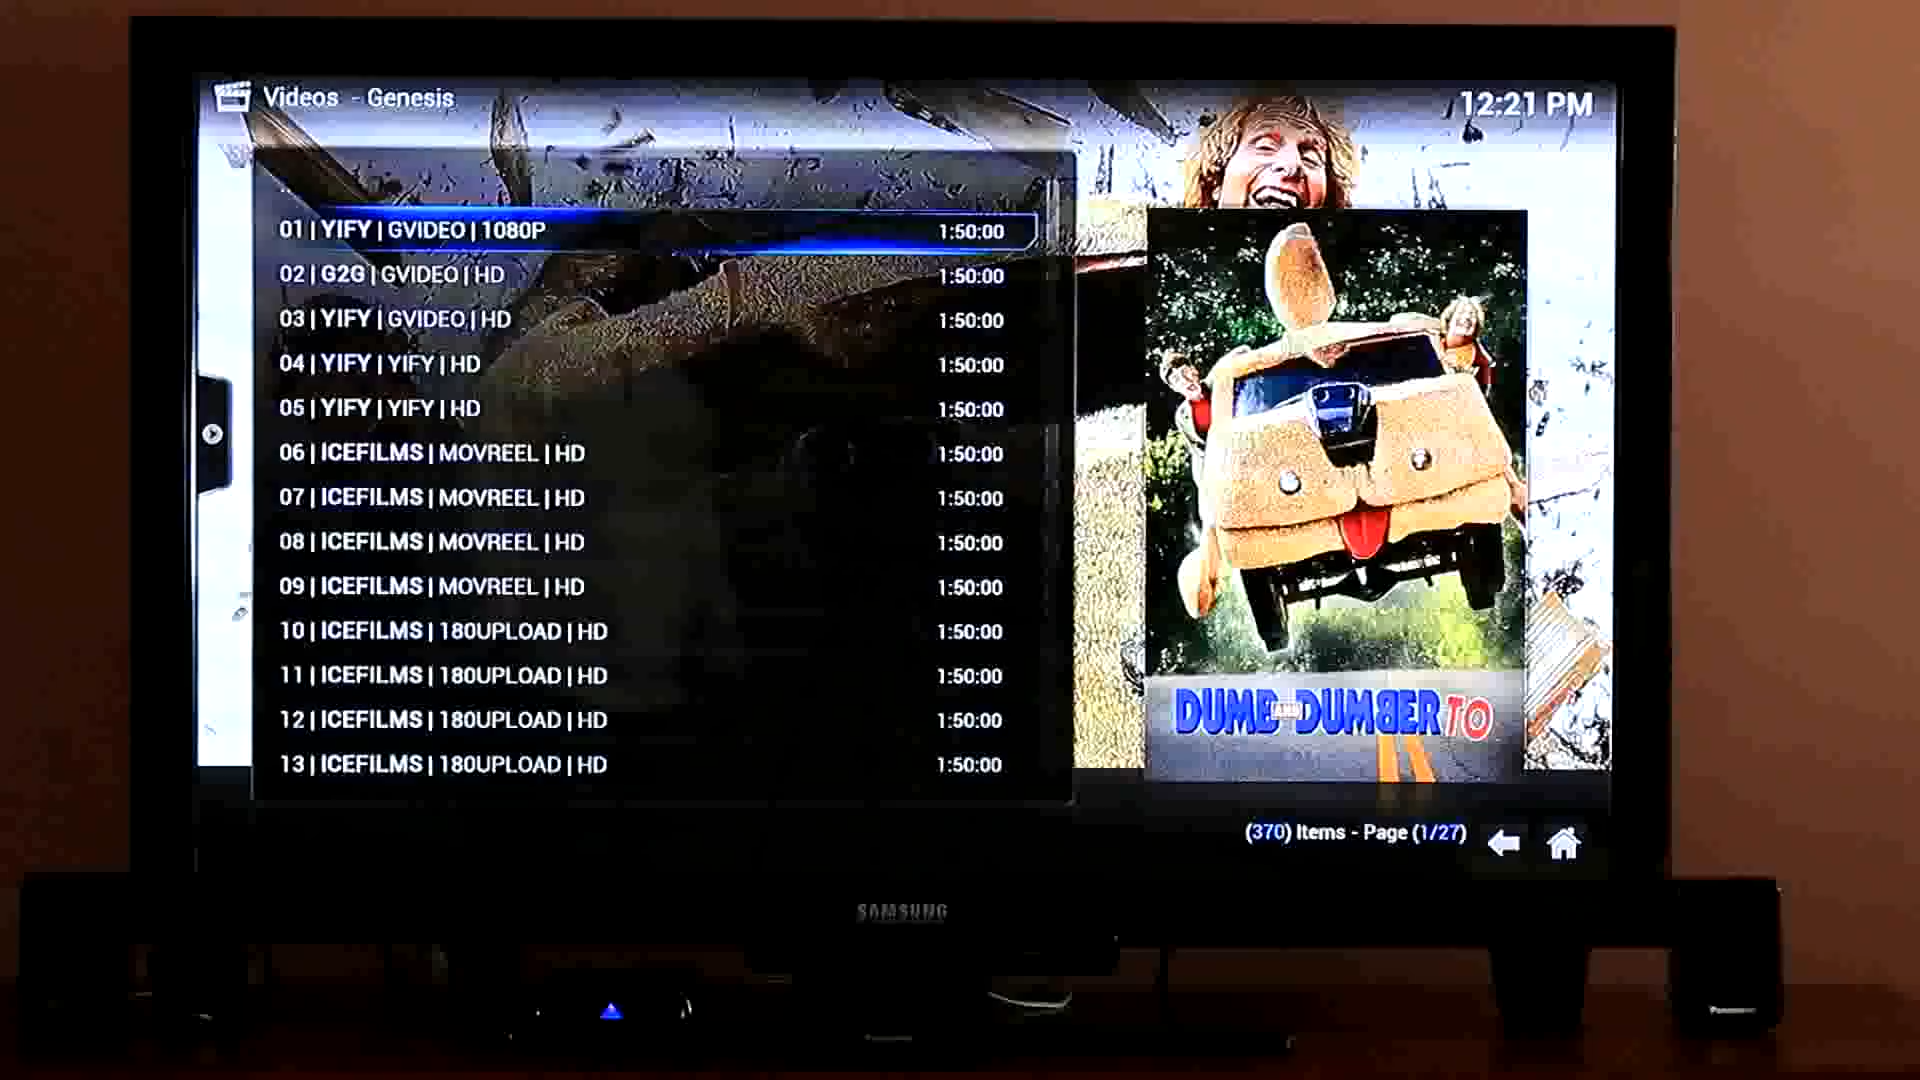 Videos - Genesis
12:21 PM
01 | YIFY | GVIDEO | 1080P 1:50:00
02 | G2G | GVIDEO | HD 1:50:00
03 | YIFY | GVIDEO | HD 1:50:00
04 | YIFY | YIFY | HD 1:50:00
05 | YIFY | YIFY | HD 1:50:00
06 | ICEFILMS | MOVREEL | HD 1:50:00
07 | ICEFILMS | MOVREEL | HD 1:50:00
08 | ICEFILMS | MOVREEL | HD 1:50:00
09 | ICEFILMS | MOVREEL | HD 1:50:00
10 | ICEFILMS | 180UPLOAD | HD 1:50:00
11 | ICEFILMS | 180UPLOAD | HD 1:50:00
12 | ICEFILMS | 180UPLOAD | HD 1:50:00
13 | ICEFILMS | 180UPLOAD | HD 1:50:00
DUMB AND DUMBER TO
(370) Items - Page (1/27)
SAMSUNG
Panasonic